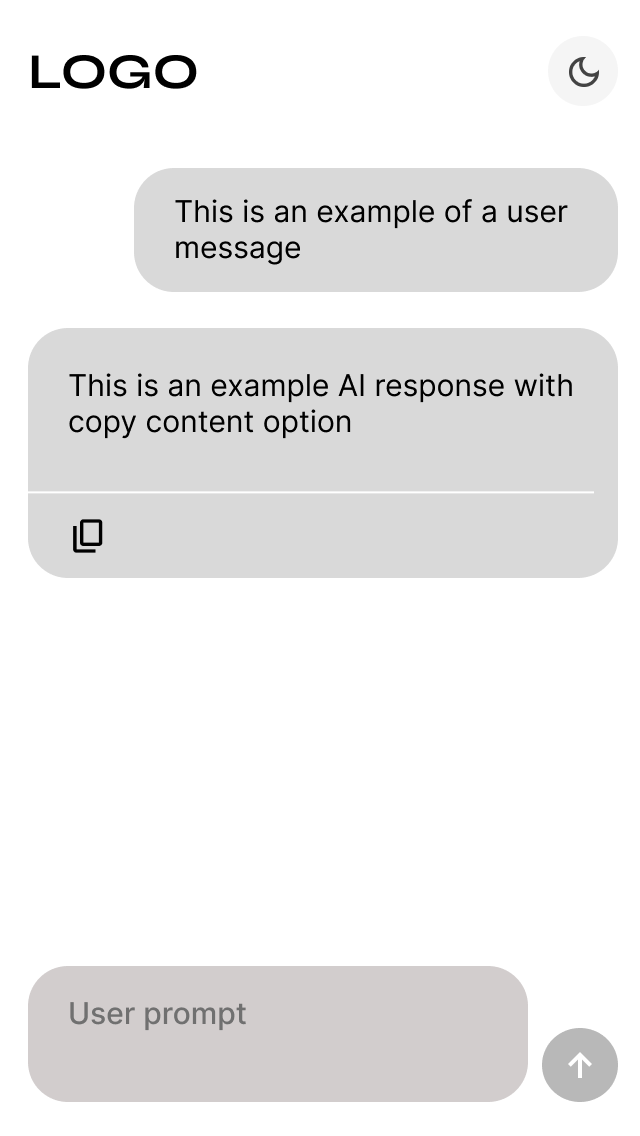 LOGO
This is an example of a user
message
This is an example AI response with
copy content option
User prompt